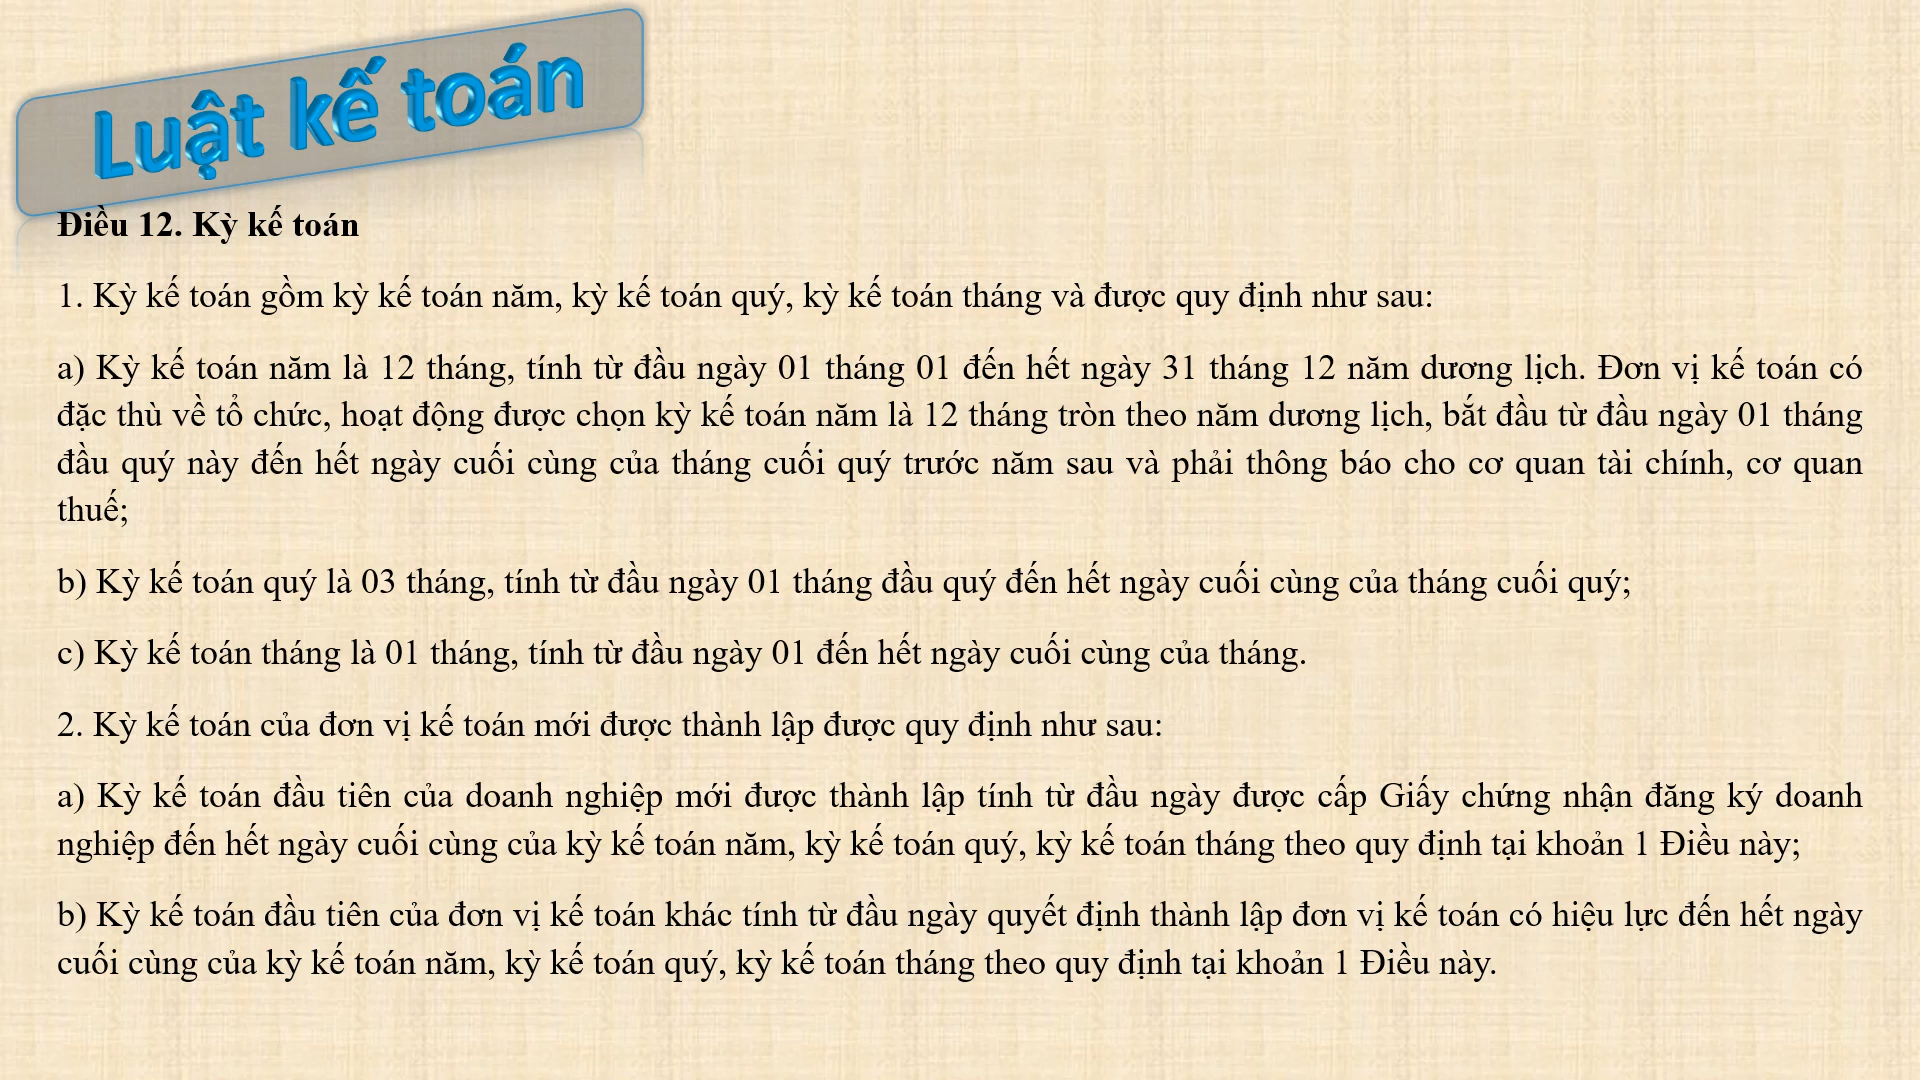 Luật kế toán
Điều 12. Kỳ kế toán
1. Kỳ kế toán gồm kỳ kế toán năm, kỳ kế toán quý, kỳ kế toán tháng và được quy định như sau:
a) Kỳ kế toán năm là 12 tháng, tính từ đầu ngày 01 tháng 01 đến hết ngày 31 tháng 12 năm dương lịch. Đơn vị kế toán có
đặc thù về tổ chức, hoạt động được chọn kỳ kế toán năm là 12 tháng tròn theo năm dương lịch, bắt đầu từ đầu ngày 01 tháng
đầu quý này đến hết ngày cuối cùng của tháng cuối quý trước năm sau và phải thông báo cho cơ quan tài chính, cơ quan
thuế;
b) Kỳ kế toán quý là 03 tháng, tính từ đầu ngày 01 tháng đầu quý đến hết ngày cuối cùng của tháng cuối quý;
c) Kỳ kế toán tháng là 01 tháng, tính từ đầu ngày 01 đến hết ngày cuối cùng của tháng.
2. Kỳ kế toán của đơn vị kế toán mới được thành lập được quy định như sau:
a) Kỳ kế toán đầu tiên của doanh nghiệp mới được thành lập tính từ đầu ngày được cấp Giấy chứng nhận đăng ký doanh
nghiệp đến hết ngày cuối cùng của kỳ kế toán năm, kỳ kế toán quý, kỳ kế toán tháng theo quy định tại khoản 1 Điều này;
b) Kỳ kế toán đầu tiên của đơn vị kế toán khác tính từ đầu ngày quyết định thành lập đơn vị kế toán có hiệu lực đến hết ngày
cuối cùng của kỳ kế toán năm, kỳ kế toán quý, kỳ kế toán tháng theo quy định tại khoản 1 Điều này.